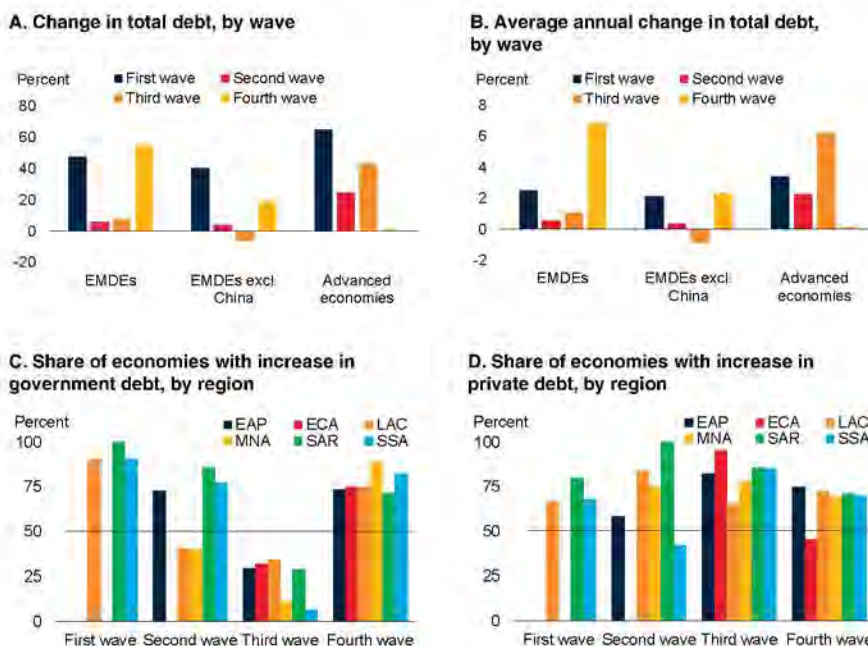 A. Change in total debt, by wave
Percent
First wave Second wave
Third wave Fourth wave
80
60
40
20
0
-20
EMDEs EMDEs excl. Advanced
China economies
B. Average annual change in total debt,
by wave
Percent
First wave Second wave
Third wave Fourth wave
8
6
4
2
0
-2
EMDEs EMDEs excl. Advanced
China economies
C. Share of economies with increase in
government debt, by region
Percent
EAP ECA LAC
MNA SAR SSA
100
75
50
25
0
First wave Second wave Third wave Fourth wave
D. Share of economies with increase in
private debt, by region
Percent
EAP ECA LAC
MNA SAR SSA
100
75
50
25
0
First wave Second wave Third wave Fourth wave